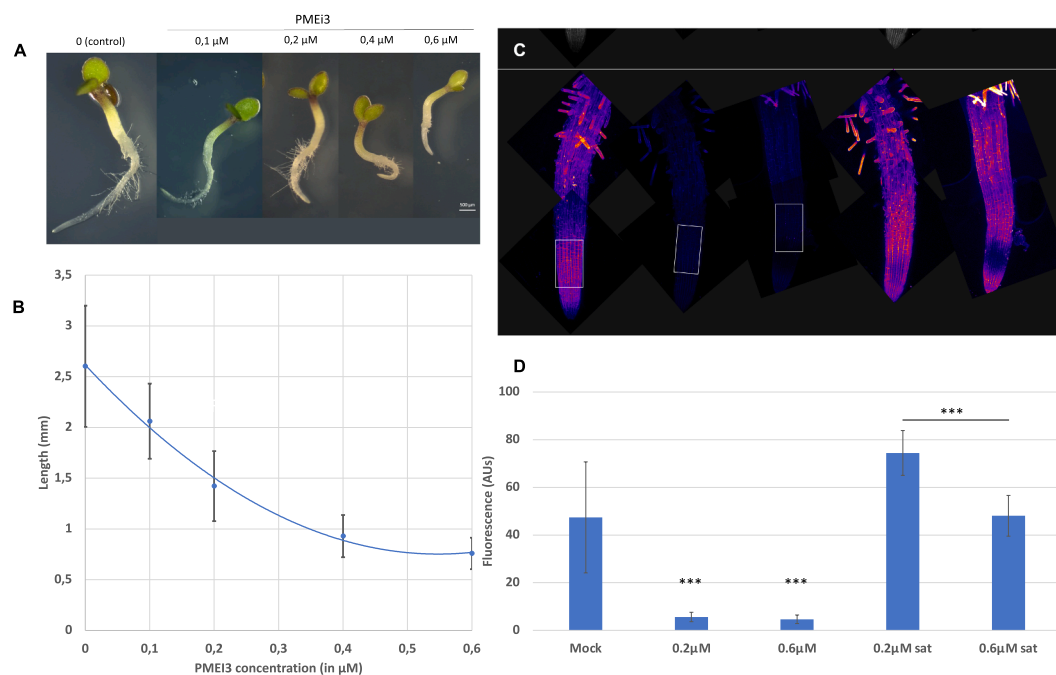 PMEi3
0 (control)
0,1 µM
0,2 µM
0,4 µM
0,6 µM
A
500 µm
B
3,5
3
2,5
2
1,5
1
0,5
0
Length (mm)
0
0,1
0,2
0,3
0,4
0,5
0,6
PMEI3 concentration (in µM)
C
D
100
80
60
40
20
0
Fluorescence (AUs)
***
***
***
Mock
0.2µM
0.6µM
0.2µM sat
0.6µM sat